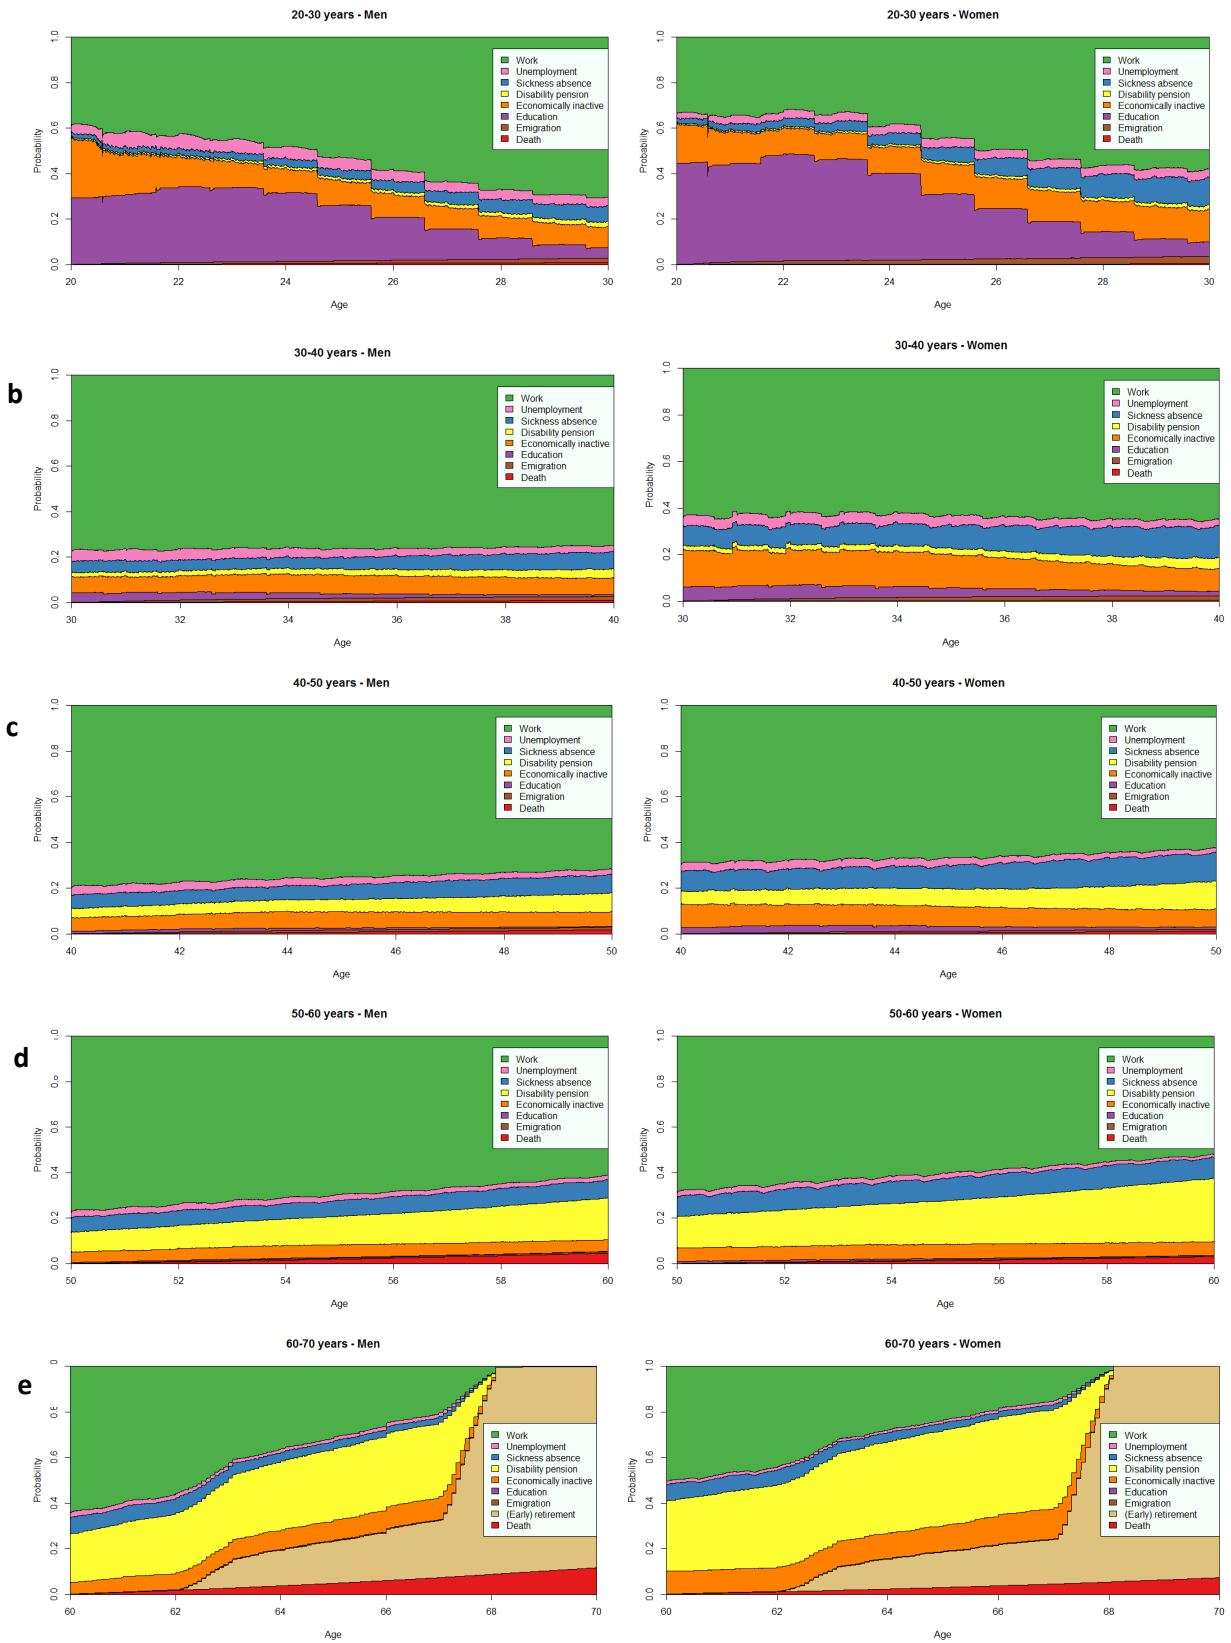 20-30 years - Men
20-30 years - Women
Probability
0.0 0.2 0.4 0.6 0.8 1.0
Work
Unemployment
Sickness absence
Disability pension
Economically inactive
Education
Emigration
Death
20 22 24 26 28 30
Age
Probability
0.0 0.2 0.4 0.6 0.8 1.0
Work
Unemployment
Sickness absence
Disability pension
Economically inactive
Education
Emigration
Death
20 22 24 26 28 30
Age
b
30-40 years - Men
30-40 years - Women
Probability
0.0 0.2 0.4 0.6 0.8 1.0
Work
Unemployment
Sickness absence
Disability pension
Economically inactive
Education
Emigration
Death
30 32 34 36 38 40
Age
Probability
0.0 0.2 0.4 0.6 0.8 1.0
Work
Unemployment
Sickness absence
Disability pension
Economically inactive
Education
Emigration
Death
30 32 34 36 38 40
Age
c
40-50 years - Men
40-50 years - Women
Probability
0.0 0.2 0.4 0.6 0.8 1.0
Work
Unemployment
Sickness absence
Disability pension
Economically inactive
Education
Emigration
Death
40 42 44 46 48 50
Age
Probability
0.0 0.2 0.4 0.6 0.8 1.0
Work
Unemployment
Sickness absence
Disability pension
Economically inactive
Education
Emigration
Death
40 42 44 46 48 50
Age
d
50-60 years - Men
50-60 years - Women
Probability
0.0 0.2 0.4 0.6 0.8 1.0
Work
Unemployment
Sickness absence
Disability pension
Economically inactive
Education
Emigration
Death
50 52 54 56 58 60
Age
Probability
0.0 0.2 0.4 0.6 0.8 1.0
Work
Unemployment
Sickness absence
Disability pension
Economically inactive
Education
Emigration
Death
50 52 54 56 58 60
Age
e
60-70 years - Men
60-70 years - Women
Probability
0.0 0.2 0.4 0.6 0.8
Work
Unemployment
Sickness absence
Disability pension
Economically inactive
Education
Emigration
(Early) retirement
Death
60 62 64 66 68 70
Age
Probability
0.0 0.2 0.4 0.6 0.8 1.0
Work
Unemployment
Sickness absence
Disability pension
Economically inactive
Education
Emigration
(Early) retirement
Death
60 62 64 66 68 70
Age